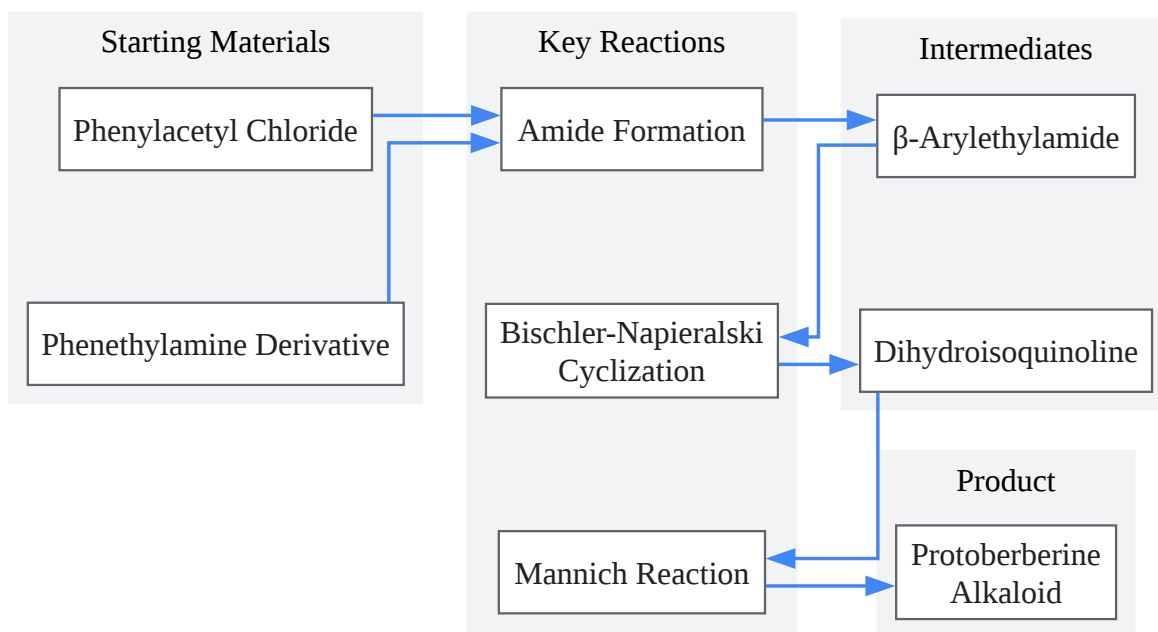 Starting Materials
Phenylacetyl Chloride
Phenethylamine Derivative
Key Reactions
Amide Formation
Bischler-Napieralski
Cyclization
Mannich Reaction
Intermediates
β-Arylethylamide
Dihydroisoquinoline
Product
Protoberberine
Alkaloid